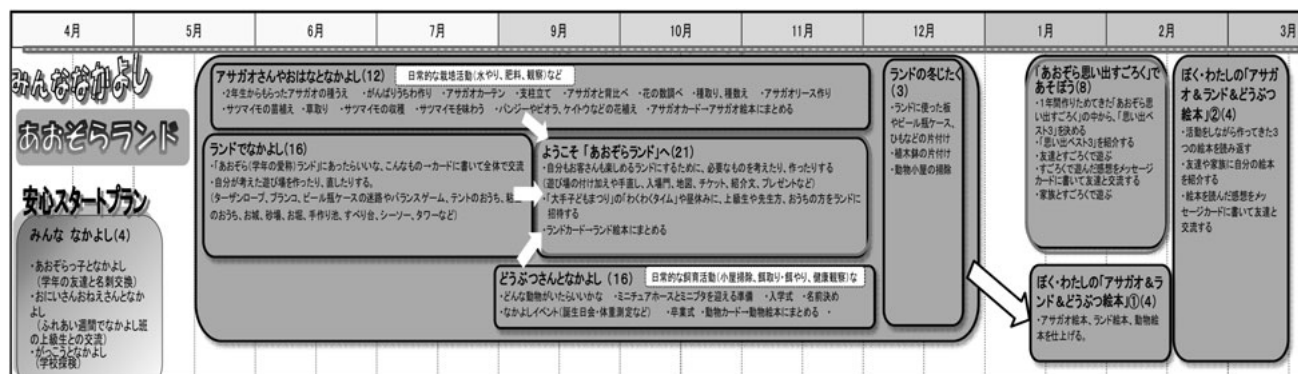 4月 5月 6月 7月 9月 10月 11月 12月 1月 2月 3月
みんななかよし
あおぞらランド
安心スタートプラン
みんな なかよし(4)
・あおぞらっ子となかよし
(学年の友達と名刺交換)
・おにいさんおねえさんとなか
よし
(ふれあい週間でなかよし班
の上級生との交流)
・がっこうとなかよし
(学校探検)
アサガオさんやおはなとなかよし(12)
日常的な栽培活動(水やり、肥料、観察)など
・2年生からもらったアサガオの種うえ ・がんばりうちわ作り ・アサガオカーテン ・支柱立て ・アサガオと背比べ ・花の数調べ ・種取り、種数え ・アサガオリース作り
・サツマイモの苗植え ・草取り ・サツマイモの収穫 ・サツマイモを味わう ・パンジーやビオラ、ケイトウなどの花植え ・アサガオカード→アサガオ絵本にまとめる
ランドでなかよし(16)
・「あおぞら(学年の愛称)ランド」にあったらいいな、こんなもの→カードに書いて全体で交流
・自分が考えた遊び場を作ったり、直したりする。
(ターザンロープ、ブランコ、ビール瓶ケースの迷路やバランスゲーム、テントのおうち、
のおうち、お城、砂場、お堀、手作り池、すべり台、シーソー、タワーなど)
ようこそ「あおぞらランド」へ(21)
・自分もお客さんも楽しめるランドにするために、必要なものを考えたり、作ったりする
(遊び場の付け加えや手直し、入場門、地図、チケット、紹介文、プレゼントなど)
・「大手子どもまつり」の「わくわくタイム」や昼休みに、上級生や先生方、おうちの方をランドに
招待する
・ランドカード→ランド絵本にまとめる
どうぶつさんとなかよし(16)
日常的な飼育活動(小屋掃除、餌取り・餌やり、健康観察)な
・どんな動物がいたらいいかな ・ミニチュアホースとミニブタを迎える準備 ・入学式 ・名前決め
・なかよしイベント(誕生日会・体重測定など) ・卒業式 ・動物カード→動物絵本にまとめる ・
ランドの冬じたく
(3)
・ランドに使った板
やビール瓶ケース、
ひもなどの片付け
・植木鉢の片付け
・動物小屋の掃除
「あおぞら思い出すごろく」で
あそぼう(8)
・1年間作りためてきた「あおぞら思
い出すごろく」の中から、「思い出ベ
スト3」を決める
・「思い出ベスト3」を紹介する
・友達とすごろくで遊ぶ
・すごろくで遊んだ感想をメッセージ
カードに書いて友達と交流する
・家族とすごろくで遊ぶ
ぼく・わたしの「アサガオ&ラ
ンド&どうぶつ絵本」①(4)
・アサガオ絵本、ランド絵本、動物絵
本を仕上げる。
ぼく・わたしの「アサガ
オ&ランド&どうぶつ
絵本」②(4)
・活動をしながら作ってきた3
つの絵本を読み返す
・友達や家族に自分の絵本
を紹介する
・絵本を読んだ感想をメッ
セージカードに書いて友達と
交流する